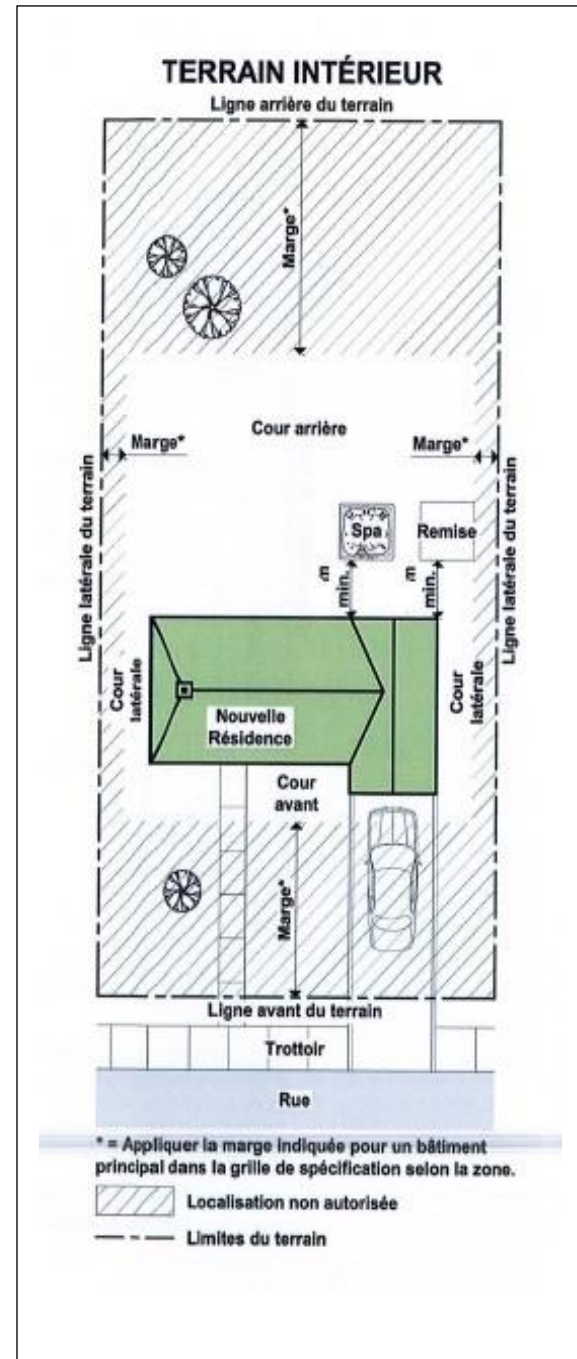 TERRAIN INTÉRIEUR
Ligne arrière du terrain
Marge*
Cour arrière
Marge*
Marge*
Ligne latérale du terrain
Ligne latérale du terrain
Spa
Remise
m
min.
m
min.
Cour
latérale
Nouvelle
Résidence
Cour
latérale
Cour
avant
Marge*
Ligne avant du terrain
Trottoir
Rue
* = Appliquer la marge indiquée pour un bâtiment
principal dans la grille de spécification selon la zone.
Localisation non autorisée
Limites du terrain